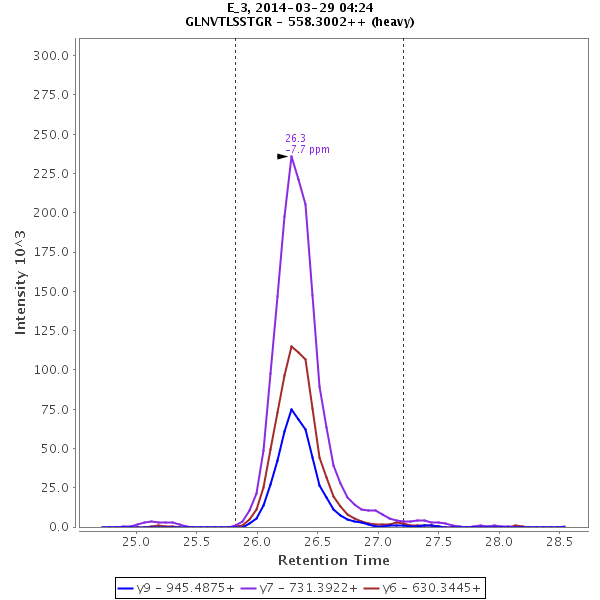 E_3, 2014-03-29 04:24
GLNVTLSSTGR - 558.3002++ (heavy)
300.0
275.0
250.0
225.0
200.0
175.0
150.0
125.0
100.0
75.0
50.0
25.0
0.0
Intensity 10^3
26.3
-7.7 ppm
25.0 25.5 26.0 26.5 27.0 27.5 28.0 28.5
Retention Time
y9 - 945.4875+ y7 - 731.3922+ y6 - 630.3445+